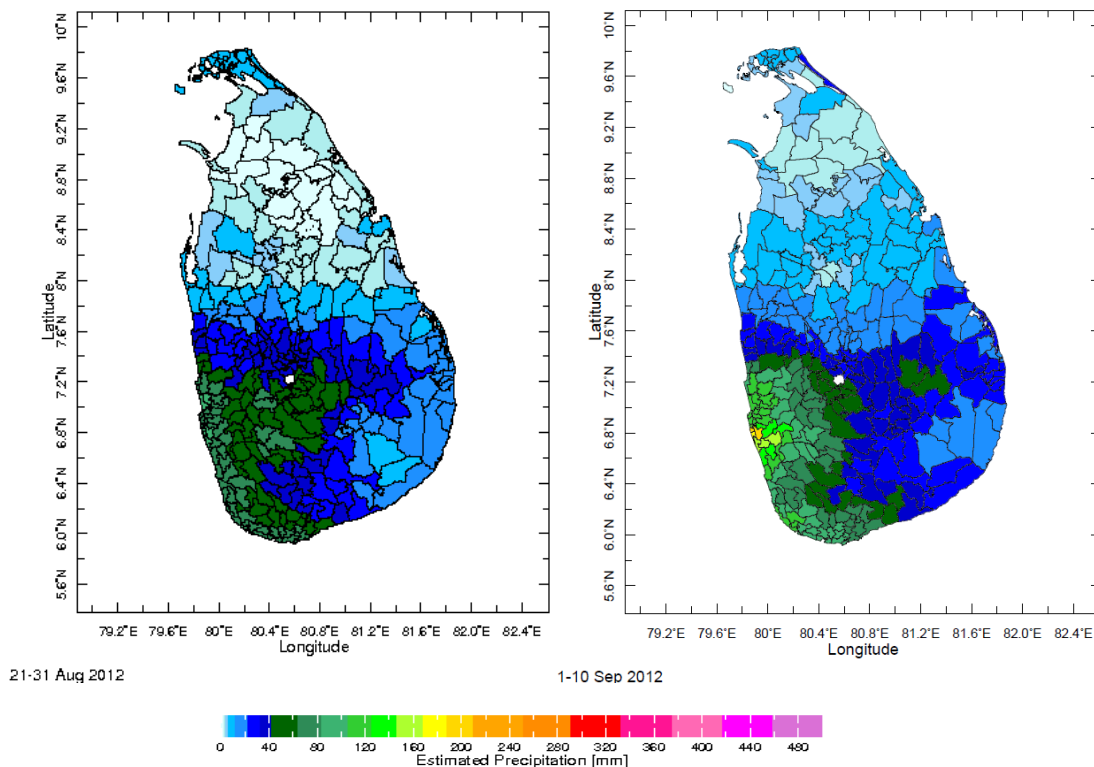 10°N
9.6°N
9.2°N
8.8°N
8.4°N
8°N
7.6°N
7.2°N
6.8°N
6.4°N
6.0°N
5.6°N
Latitude
79.2°E 79.6°E 80°E 80.4°E 80.8°E 81.2°E 81.6°E 82.0°E 82.4°E
Longitude
10°N
9.6°N
9.2°N
8.8°N
8.4°N
8°N
7.6°N
7.2°N
6.8°N
6.4°N
6.0°N
5.6°N
Latitude
79.2°E 79.6°E 80°E 80.4°E 80.8°E 81.2°E 81.6°E 82.0°E 82.4°E
Longitude
21-31 Aug 2012
1-10 Sep 2012
0 40 80 120 160 200 240 280 320 360 400 440 480
Estimated Precipitation [mm]